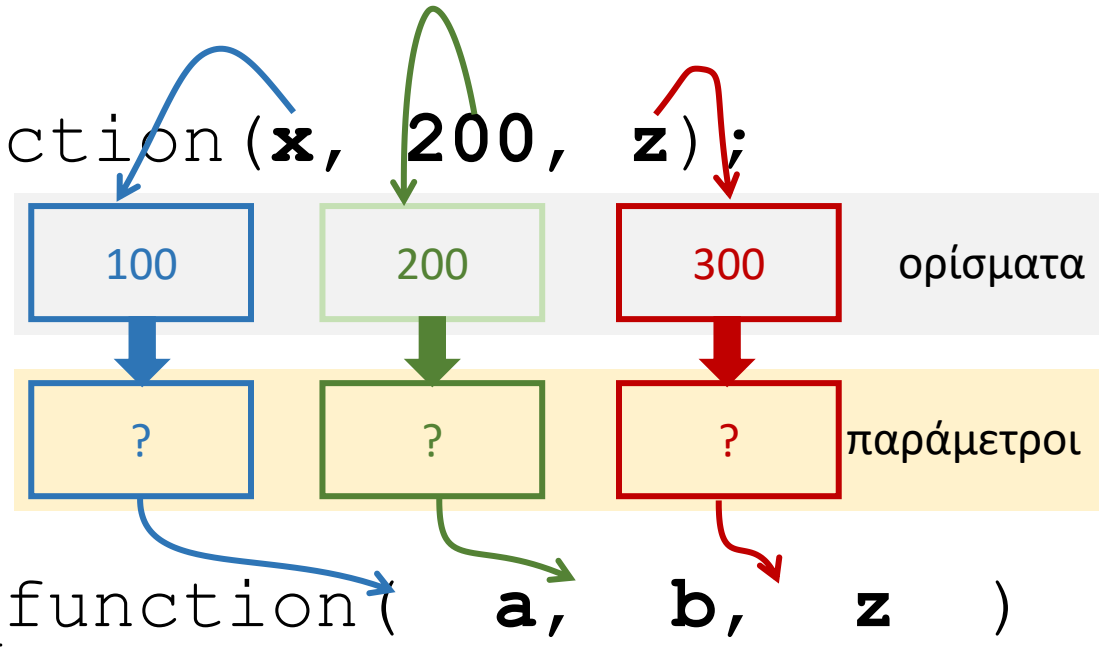 ction(x, 200, z);
100 200 300 ορίσματα
? ? ? παράμετροι
function( a, b, z )